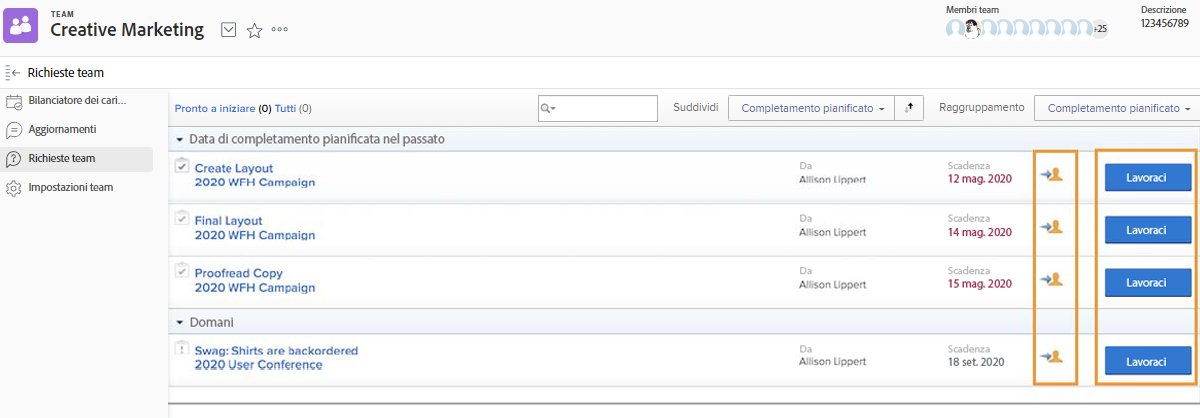 TEAM
Creative Marketing
Membri team
+25
Descrizione
123456789
Richieste team
Bilanciatore dei cari...
Aggiornamenti
Richieste team
Impostazioni team
Pronto a iniziare (0) Tutti (0)
Suddividi
Completamento pianificato
Raggruppamento
Completamento pianificato
Data di completamento pianificata nel passato
Create Layout
2020 WFH Campaign
Da
Allison Lippert
Scadenza
12 mag. 2020
Lavoraci
Final Layout
2020 WFH Campaign
Da
Allison Lippert
Scadenza
14 mag. 2020
Lavoraci
Proofread Copy
2020 WFH Campaign
Da
Allison Lippert
Scadenza
15 mag. 2020
Lavoraci
Domani
Swag: Shirts are backordered
2020 User Conference
Da
Allison Lippert
Scadenza
18 set. 2020
Lavoraci